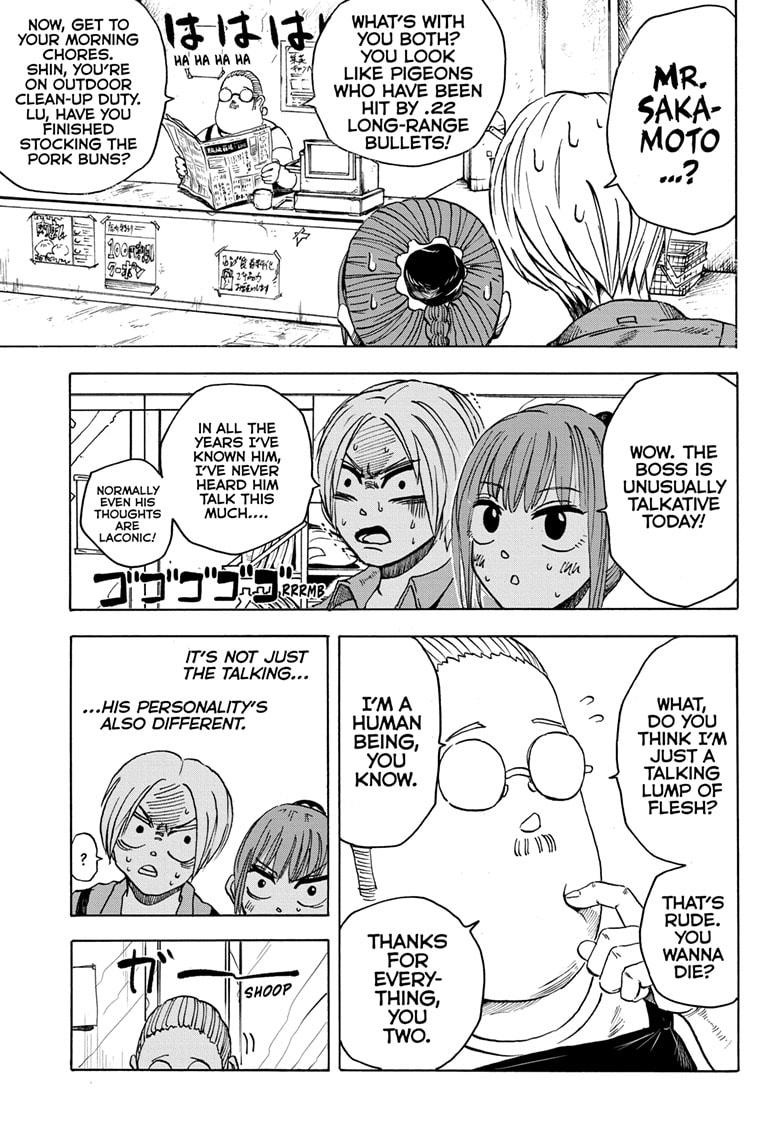 MR.
SAKA-
MOTO
...?
はははは
HA HA HA HA
WHAT'S WITH
YOU BOTH?
YOU LOOK
LIKE PIGEONS
WHO HAVE BEEN
HIT BY .22
LONG-RANGE
BULLETS!
NOW, GET TO
YOUR MORNING
CHORES.
SHIN, YOU'RE
ON OUTDOOR
CLEAN-UP DUTY.
LU, HAVE YOU
FINISHED
STOCKING THE
PORK BUNS?
WOW. THE
BOSS IS
UNUSUALLY
TALKATIVE
TODAY!
IN ALL THE
YEARS I'VE
KNOWN HIM,
I'VE NEVER
HEARD HIM
TALK THIS
MUCH....
NORMALLY
EVEN HIS
THOUGHTS
ARE
LACONIC!
ゴゴゴゴゴゴ
RRRMB
WHAT,
DO YOU
THINK I'M
JUST A
TALKING
LUMP OF
FLESH?
THAT'S
RUDE.
YOU
WANNA
DIE?
I'M A
HUMAN
BEING,
YOU
KNOW.
THANKS
FOR
EVERY-
THING,
YOU
TWO.
IT'S NOT JUST
THE TALKING...
...HIS PERSONALITY'S
ALSO DIFFERENT.
?
ガーー
SHOOP